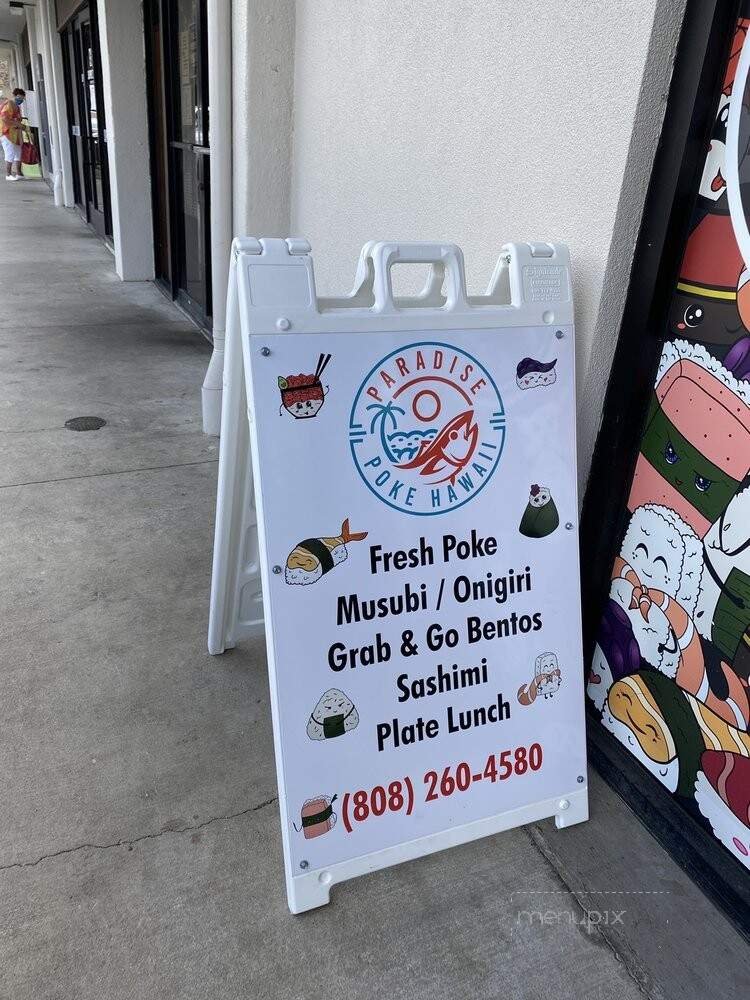 PARADISE
POKE HAWAII
Fresh Poke
Musubi / Onigiri
Grab & Go Bentos
Sashimi
Plate Lunch
(808) 260-4580
menupix